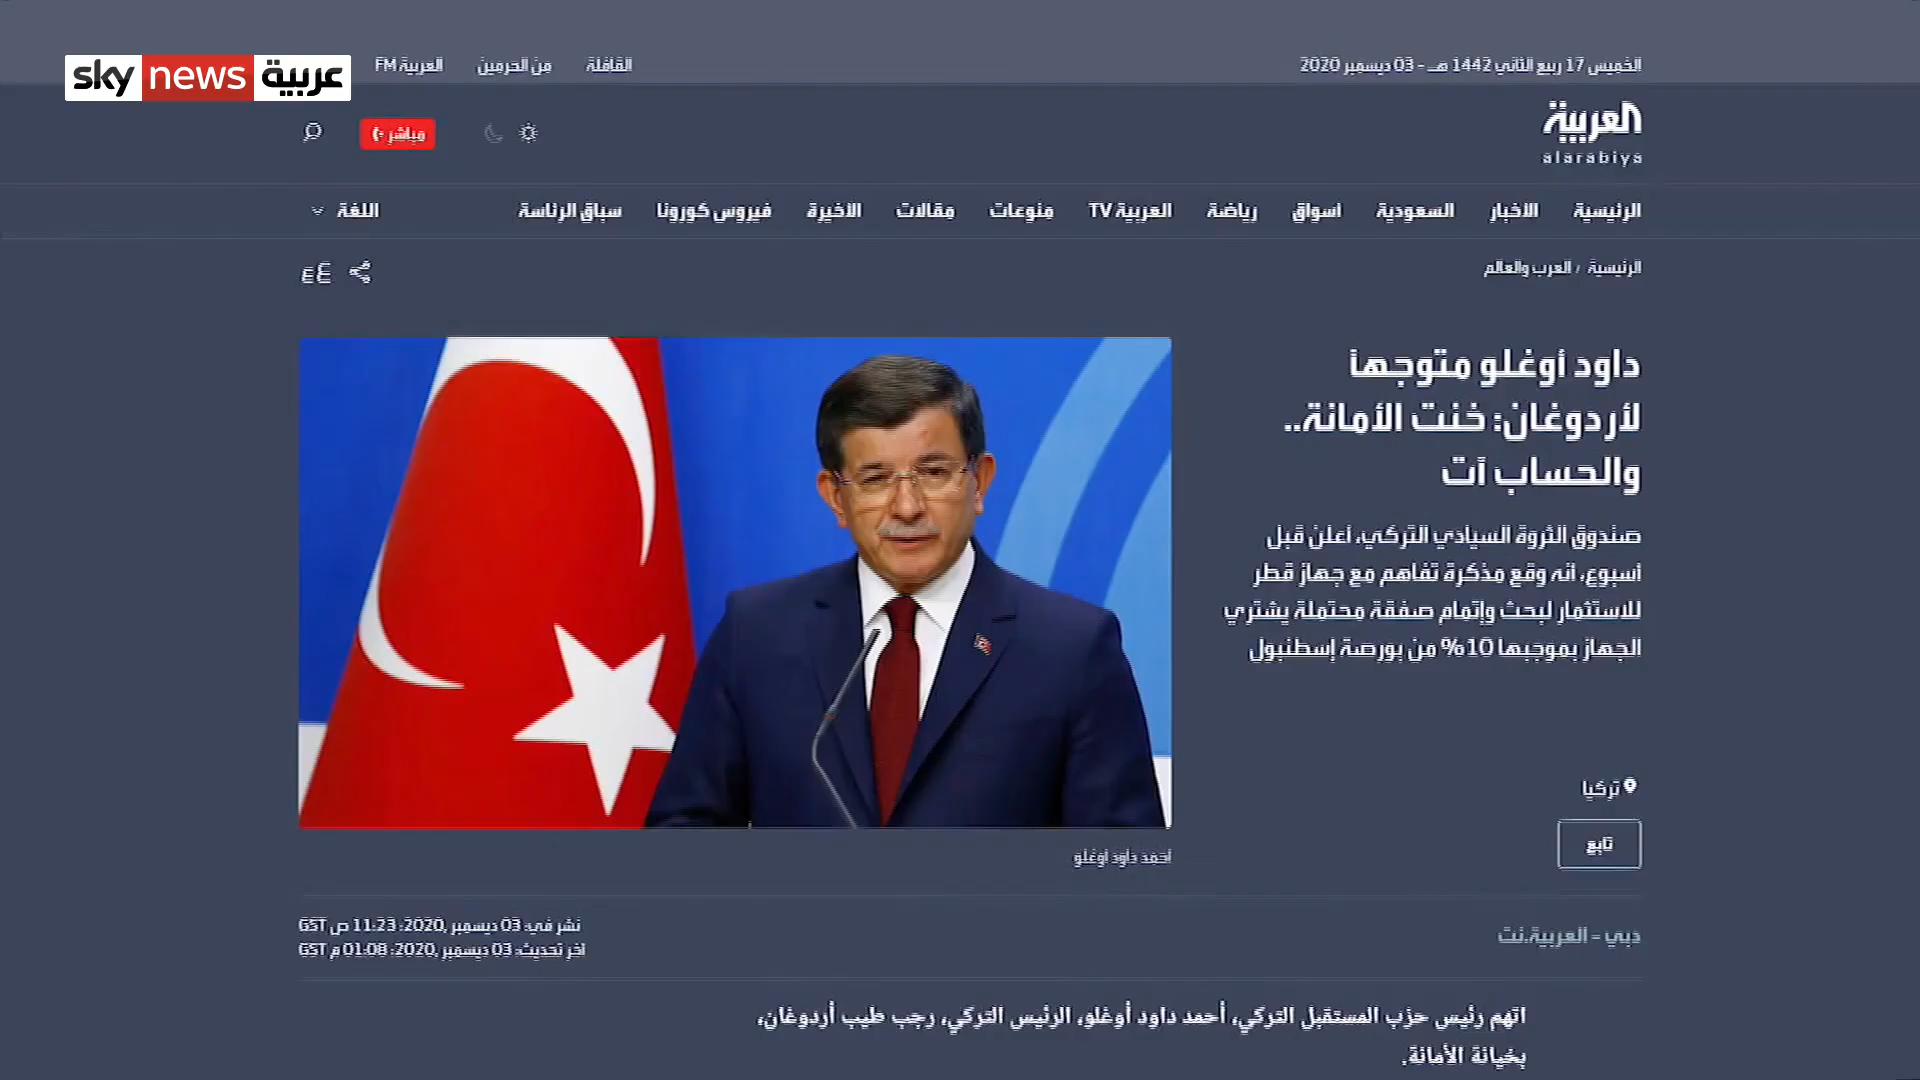 sky news عربية
القافلة من الحرمين العربية FM
الخميس 17 ربيع الثاني 1442 هـ - 03 ديسمبر 2020
العربية
alarabiya
مباشر
الرئيسية الأخبار السعودية أسواق رياضة العربية TV منوعات مقالات الأخيرة فيروس كورونا سباق الرئاسة اللغة
الرئيسية / العرب والعالم
داود أوغلو متوجهاً
لأردوغان: خنت الأمانة..
والحساب آت
صندوق الثروة السيادي التركي، أعلن قبل
أسبوع، أنه وقع مذكرة تفاهم مع جهاز قطر
للاستثمار لبحث وإتمام صفقة محتملة يشتري
الجهاز بموجبها 10% من بورصة إسطنبول
تركيا
تابع
أحمد داود أوغلو
دبي - العربية.نت
نشر في: 03 ديسمبر ,2020: 11:23 ص GST
آخر تحديث: 03 ديسمبر ,2020: 01:08 م GST
اتهم رئيس حزب المستقبل التركي، أحمد داود أوغلو، الرئيس التركي، رجب طيب أردوغان،
بخيانة الأمانة.